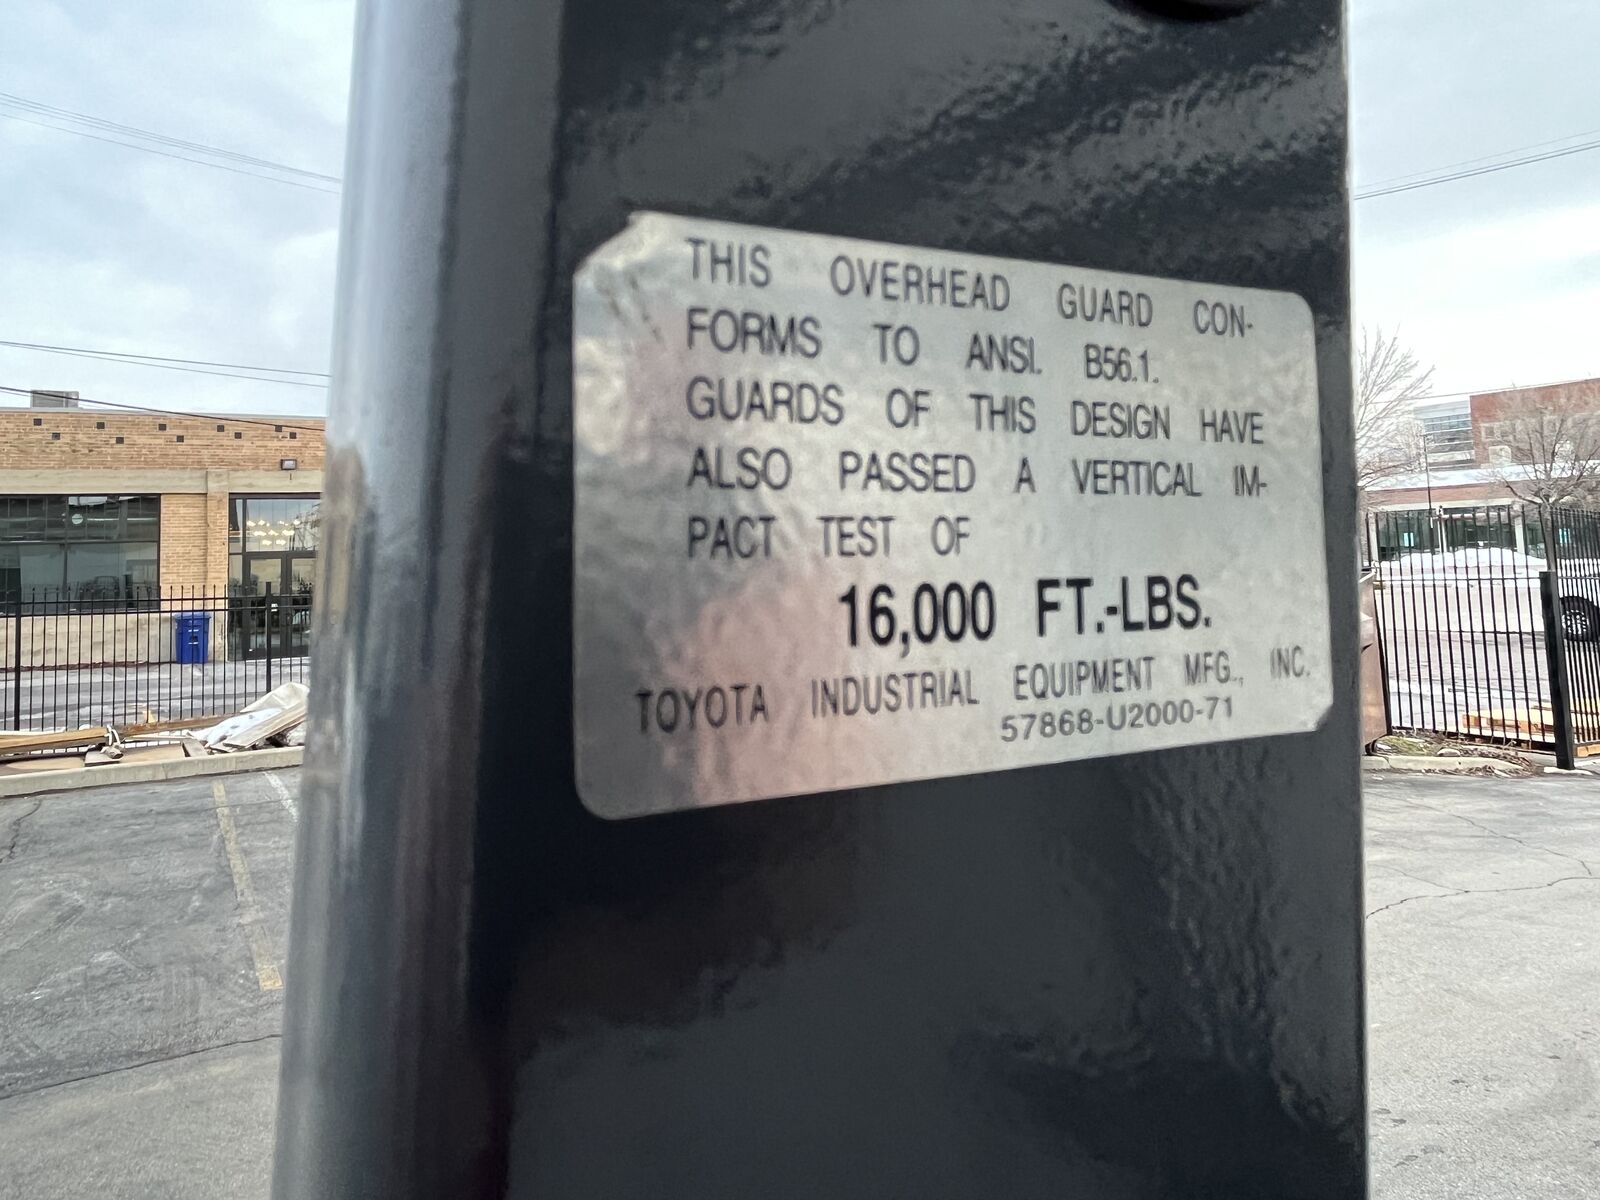 THIS OVERHEAD GUARD CON-
FORMS TO ANSI. B56.1.
GUARDS OF THIS DESIGN HAVE
ALSO PASSED A VERTICAL IM-
PACT TEST OF
16,000 FT.-LBS.
TOYOTA INDUSTRIAL EQUIPMENT MFG., INC.
57868-U2000-71